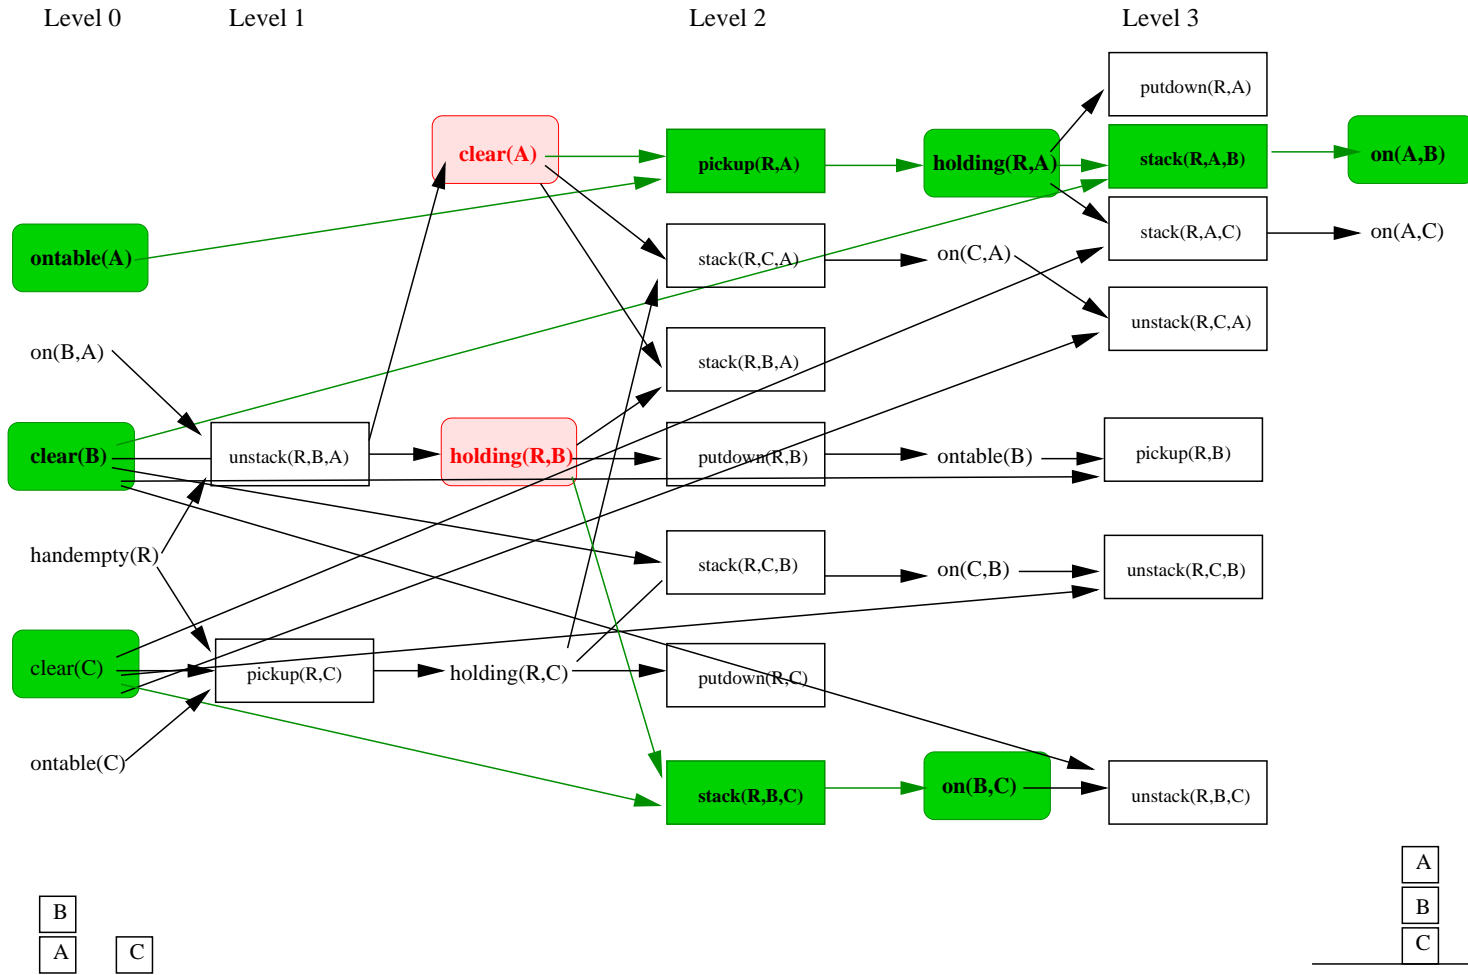 Level 0 Level 1 Level 2 Level 3
putdown(R,A)
clear(A) pickup(R,A) holding(R,A) stack(R,A,B) on(A,B)
stack(R,A,C) on(A,C)
ontable(A) stack(R,C,A) on(C,A)
unstack(R,C,A)
on(B,A) stack(R,B,A)
clear(B) unstack(R,B,A) holding(R,B) putdown(R,B) ontable(B) pickup(R,B)
handempty(R) stack(R,C,B) on(C,B) unstack(R,C,B)
clear(C) pickup(R,C) holding(R,C) putdown(R,C)
ontable(C)
stack(R,B,C) on(B,C) unstack(R,B,C)
A
B B
A C C